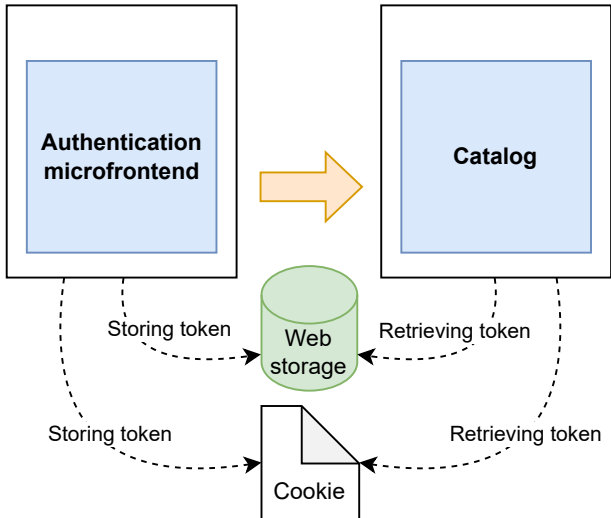 Authentication
microfrontend
Catalog
Storing token
Web
storage
Retrieving token
Storing token
Retrieving token
Cookie